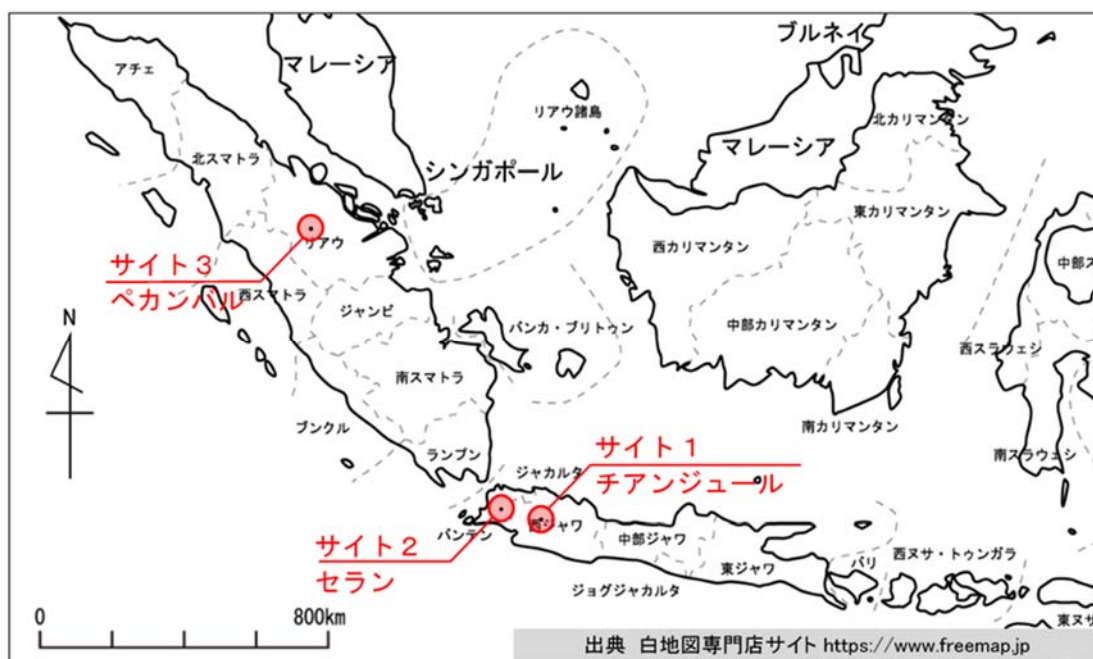 ブルネイ
アチェ
マレーシア
リアウ諸島
北カリマンタン
北スマトラ
シンガポール
マレーシア
東カリマンタン
リアウ
西カリマンタン
サイト3
ペカンバル
西スマトラ
中部ス
ジャンビ
バンカ・ブリトゥン
中部カリマンタン
N
西スラウェシ
南スマトラ
ブンクル
南カリマンタン
ランプン
サイト1
チアンジュール
南スラウェシ
ジャカルタ
西ジャワ
バンテン
中部ジャワ
サイト2
セラン
東ジャワ
バリ
西ヌサ・トゥンガラ
ジョグジャカルタ
0
800km
東ヌサ
出典 白地図専門店サイト https://www.freemap.jp